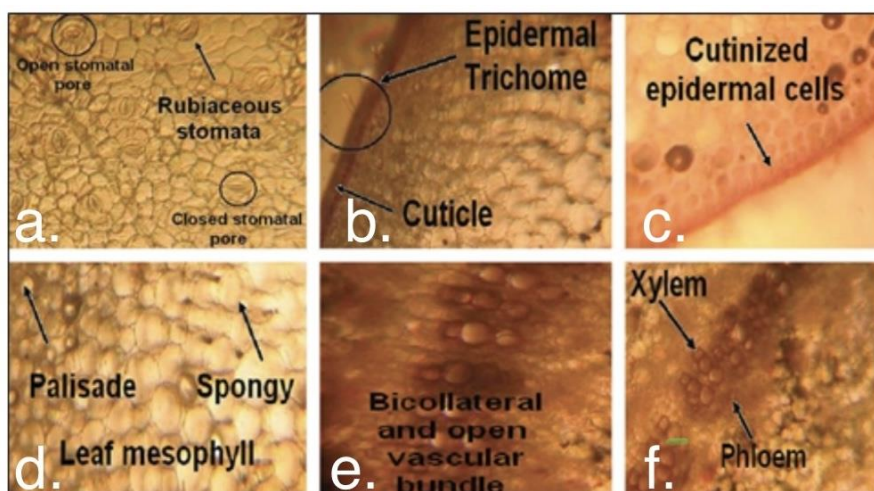 Open stomatal
pore
Rubiaceous
stomata
Closed stomatal
pore
a.
Epidermal
Trichome
Cuticle
b.
Cutinized
epidermal cells
c.
Palisade
Spongy
Leaf mesophyll
d.
Bicollateral
and open
vascular
bundle
e.
Xylem
Phloem
f.